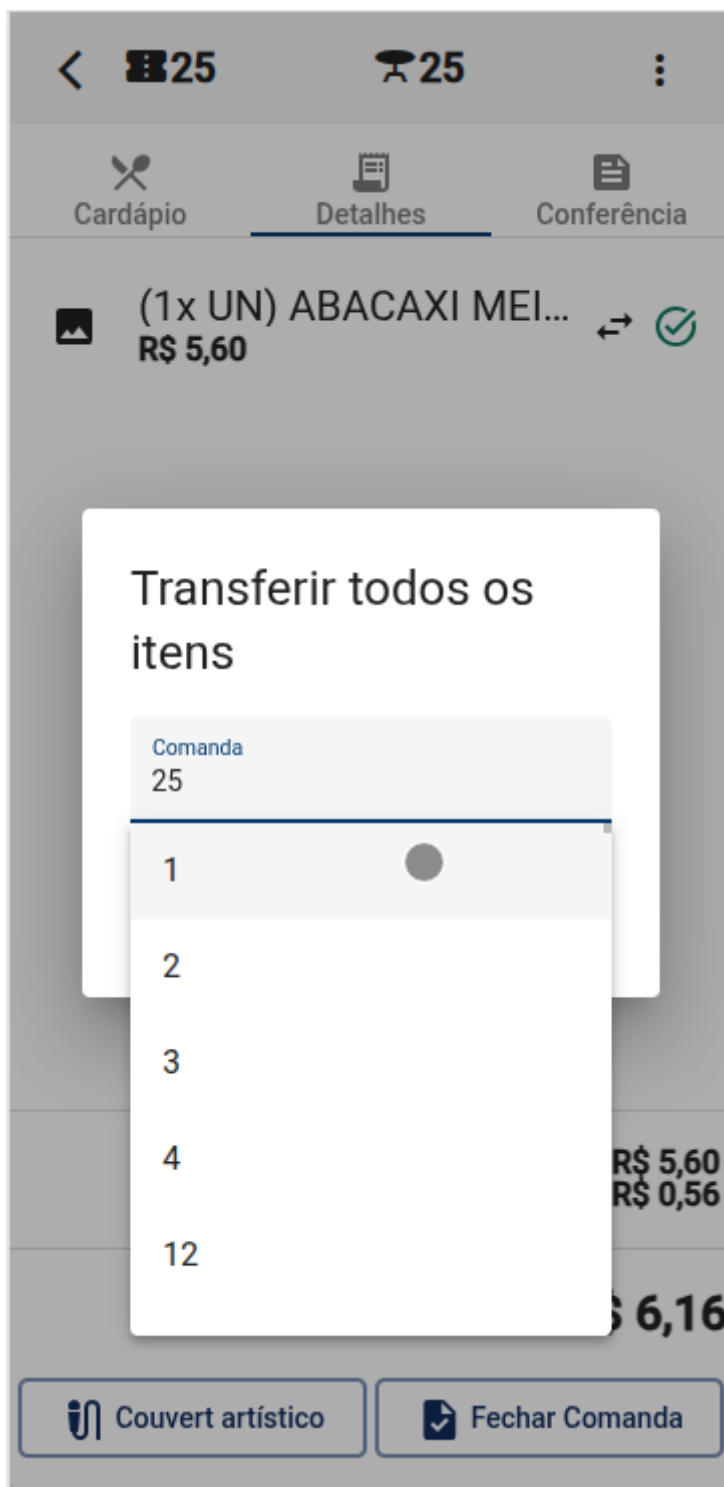 25 25
Cardápio Detalhes Conferência
(1x UN) ABACAXI MEI...
R$ 5,60
Transferir todos os
itens
Comanda
25
1
2
3
4
12
R$ 5,60
R$ 0,56
$ 6,16
Couvert artístico Fechar Comanda